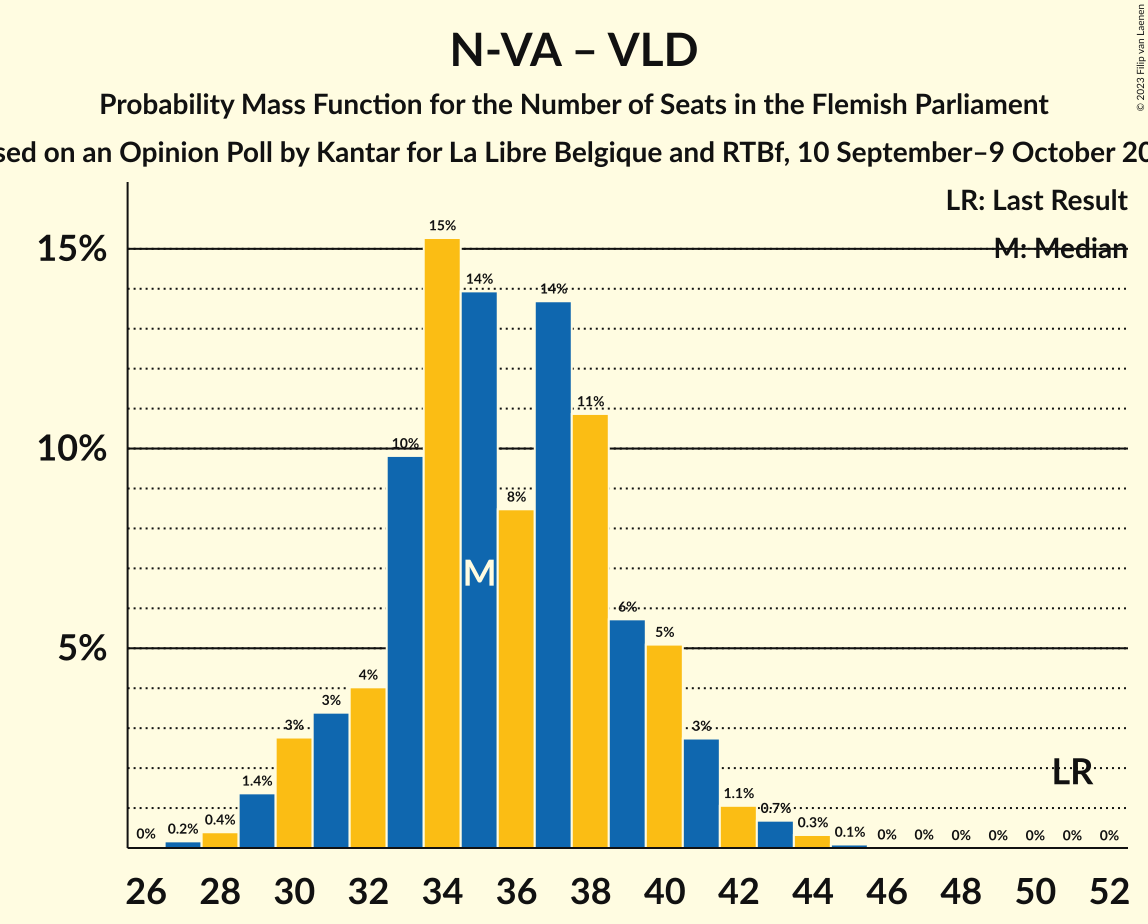 N-VA – VLD
Probability Mass Function for the Number of Seats in the Flemish Parliament
on an Opinion Poll by Kantar for La Libre Belgique and RTBf, 10 September–9 October
© 2023 Filip van Laenen
LR: Last Result
M: Median
15%
10%
5%
0% 0.2% 0.4% 1.4% 3% 3% 4% 10% 15% 14% 8% 14% 11% 6% 5% 3% 1.1% 0.7% 0.3% 0.1% 0% 0% 0% 0% 0% 0% 0%
M
LR
26 28 30 32 34 36 38 40 42 44 46 48 50 52